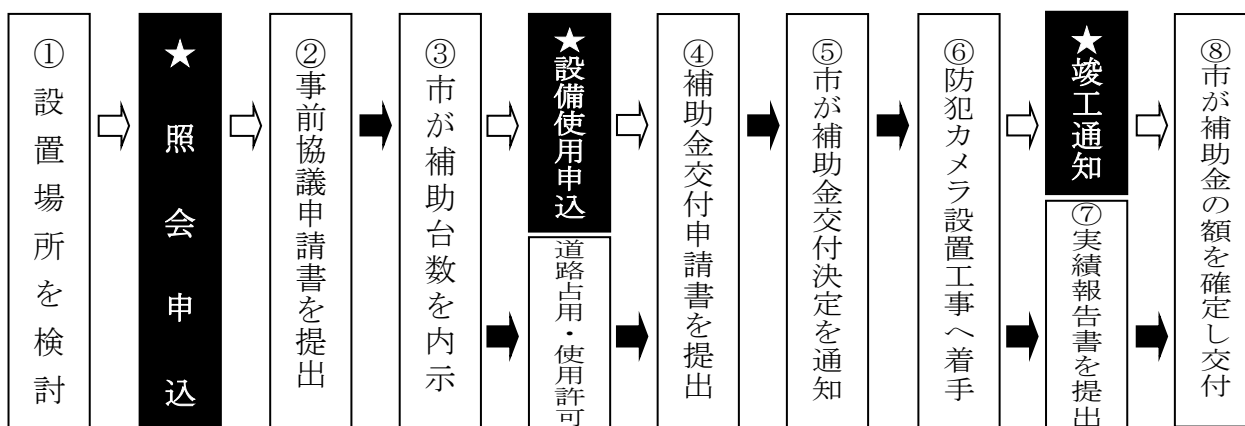 ①設置場所を検討
★照会申込
②事前協議申請書を提出
③市が補助台数を内示
★設備使用申込
道路占用・使用許可
④補助金交付申請書を提出
⑤市が補助金交付決定を通知
⑥防犯カメラ設置工事へ着手
★竣工通知
⑦実績報告書を提出
⑧市が補助金の額を確定し交付